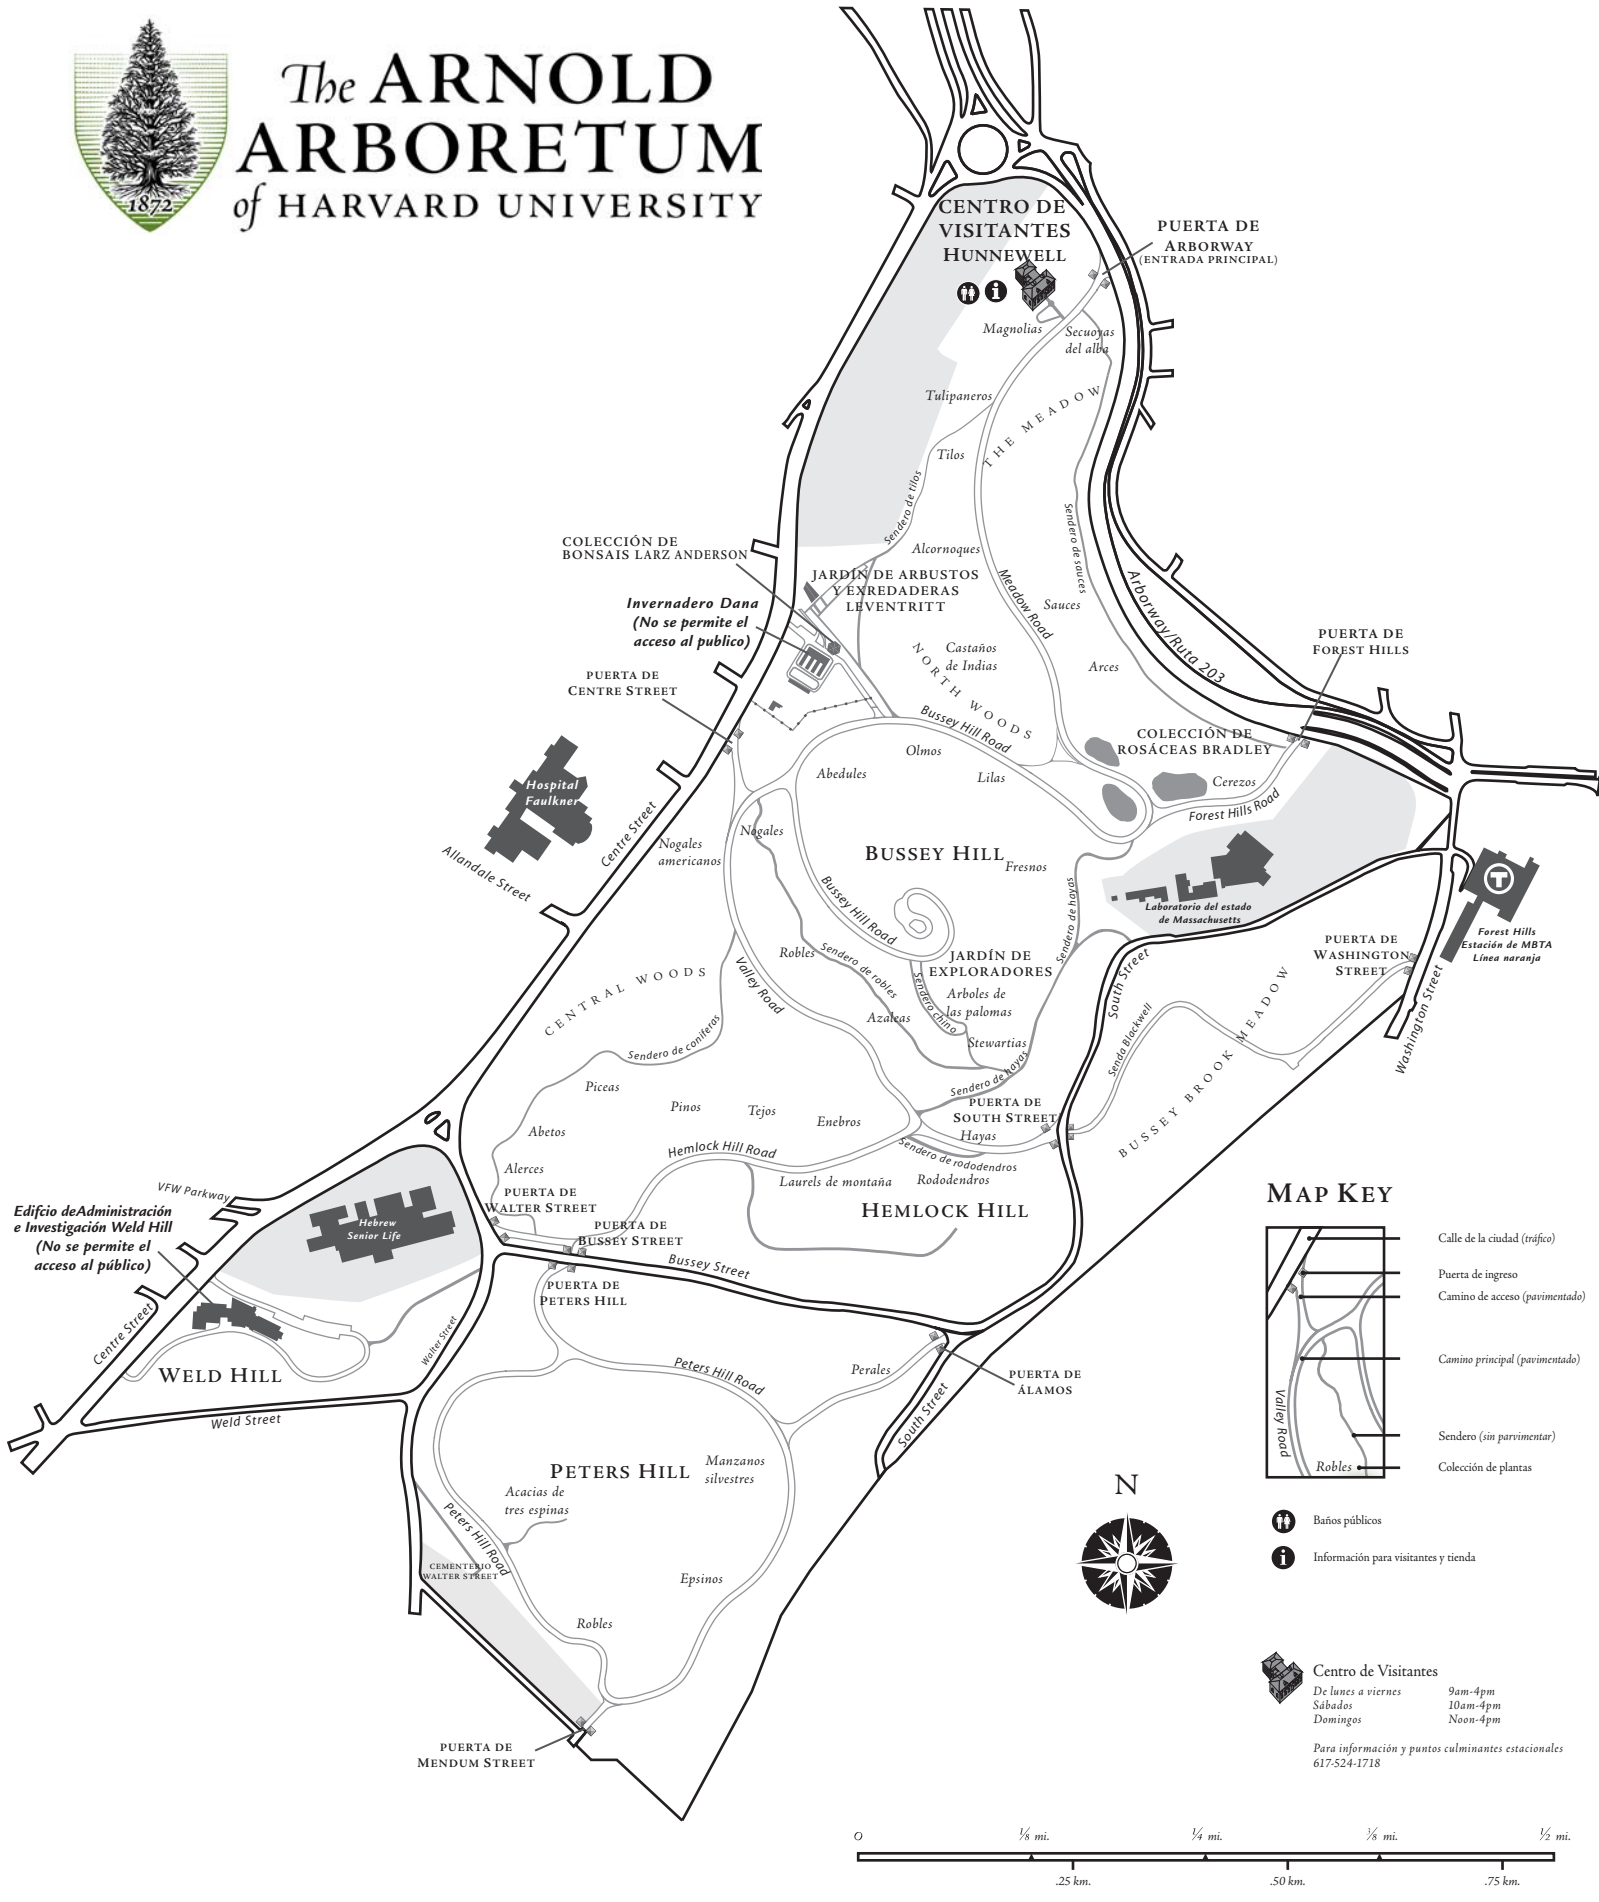 The ARNOLD
ARBORETUM
of HARVARD UNIVERSITY
1872
CENTRO DE
VISITANTES
HUNNEWELL
PUERTA DE
ARBORWAY
(ENTRADA PRINCIPAL)
Magnolias
Secuoyas
del alba
Tulipaneros
THE MEADOW
Tilos
Sendero de tilos
Sendero de sauces
COLECCIÓN DE
BONSAIS LARZ ANDERSON
Alcornoques
JARDÍN DE ARBUSTOS
Y EXREDADERAS
LEVENTRITT
Meadow Road
Arborway/Ruta 203
Invernadero Dana
(No se permite el
acceso al publico)
Sauces
PUERTA DE
FOREST HILLS
Castaños
de Indias
Arces
NORTH WOODS
PUERTA DE
CENTRE STREET
Bussey Hill Road
COLECCIÓN DE
ROSÁCEAS BRADLEY
Olmos
Abedules
Lilas
Cerezos
Forest Hills Road
Hospital
Faulkner
Centre Street
Allandale Street
Nogales
Nogales
americanos
BUSSEY HILL
Fresnos
Bussey Hill Road
Sendero de hayas
Laboratorio del estado
de Massachusetts
Forest Hills
Estación de MBTA
Línea naranja
PUERTA DE
WASHINGTON
STREET
Washington Street
Robles
Sendero de robles
JARDÍN DE
EXPLORADORES
Sendero chino
Arboles de
las palomas
Azaleas
Stewartias
South Street
Senda Blackwell
BUSSEY BROOK MEADOW
CENTRAL WOODS
Valley Road
Sendero de coníferas
Sendero de hayas
Piceas
Pinos
Tejos
Enebros
PUERTA DE
SOUTH STREET
Hayas
Abetos
Hemlock Hill Road
Sendero de rododendros
Alerces
Laurels de montaña
Rododendros
HEMLOCK HILL
PUERTA DE
WALTER STREET
PUERTA DE
BUSSEY STREET
Bussey Street
PUERTA DE
PETERS HILL
VFW Parkway
Edifcio deAdministración
e Investigación Weld Hill
(No se permite el
acceso al público)
Hebrew
Senior Life
Centre Street
Walter Street
WELD HILL
Weld Street
Peters Hill Road
Perales
PUERTA DE
ÁLAMOS
South Street
PETERS HILL
Manzanos
silvestres
Acacias de
tres espinas
Peters Hill Road
CEMENTERIO
WALTER STREET
Epsinos
Robles
PUERTA DE
MENDUM STREET
N
MAP KEY
Calle de la ciudad (tráfico)
Puerta de ingreso
Camino de acceso (pavimentado)
Camino principal (pavimentado)
Valley Road
Sendero (sin parvimentar)
Robles
Colección de plantas
Baños públicos
i Información para visitantes y tienda
Centro de Visitantes
De lunes a viernes 9am-4pm
Sábados 10am-4pm
Domingos Noon-4pm
Para información y puntos culminantes estacionales
617-524-1718
O ⅛ mi. ¼ mi. ⅜ mi. ½ mi.
.25 km. .50 km. .75 km.